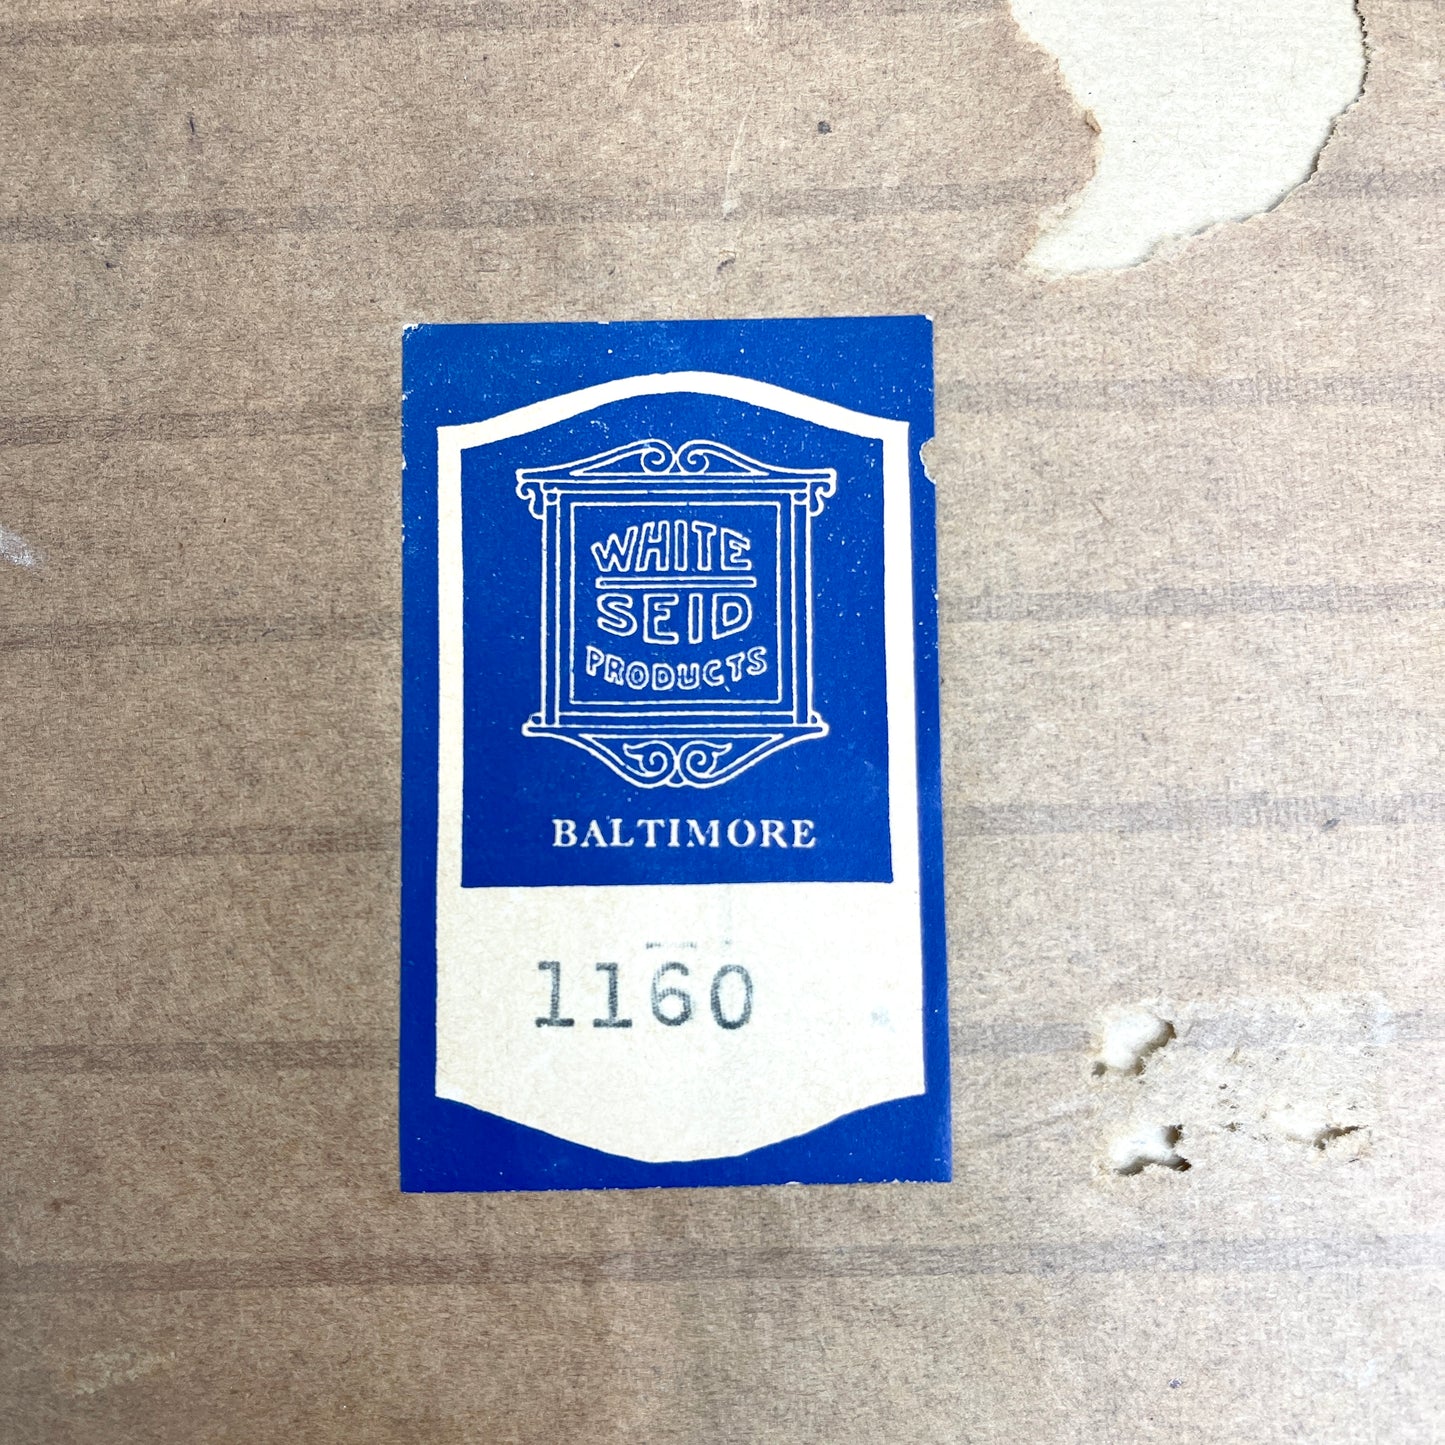 WHITE
SEID
PRODUCTS
BALTIMORE
1160